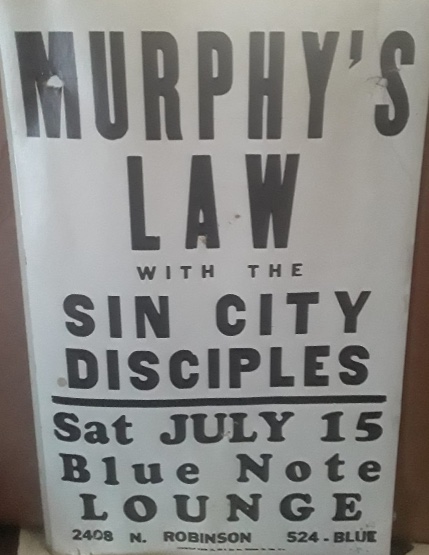 MURPHY'S
LAW
WITH THE
SIN CITY
DISCIPLES
Sat JULY 15
Blue Note
LOUNGE
2408 N. ROBINSON 524-BLUE